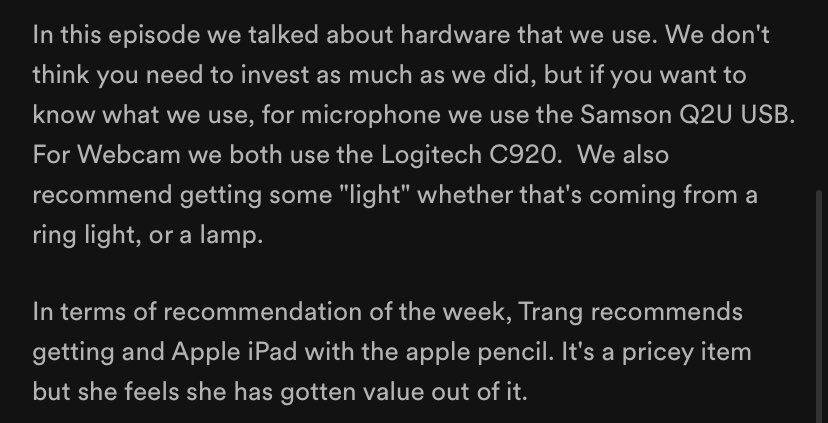 In this episode we talked about hardware that we use. We don't
think you need to invest as much as we did, but if you want to
know what we use, for microphone we use the Samson Q2U USB.
For Webcam we both use the Logitech C920.  We also
recommend getting some "light" whether that's coming from a
ring light, or a lamp.
In terms of recommendation of the week, Trang recommends
getting and Apple iPad with the apple pencil. It's a pricey item
but she feels she has gotten value out of it.